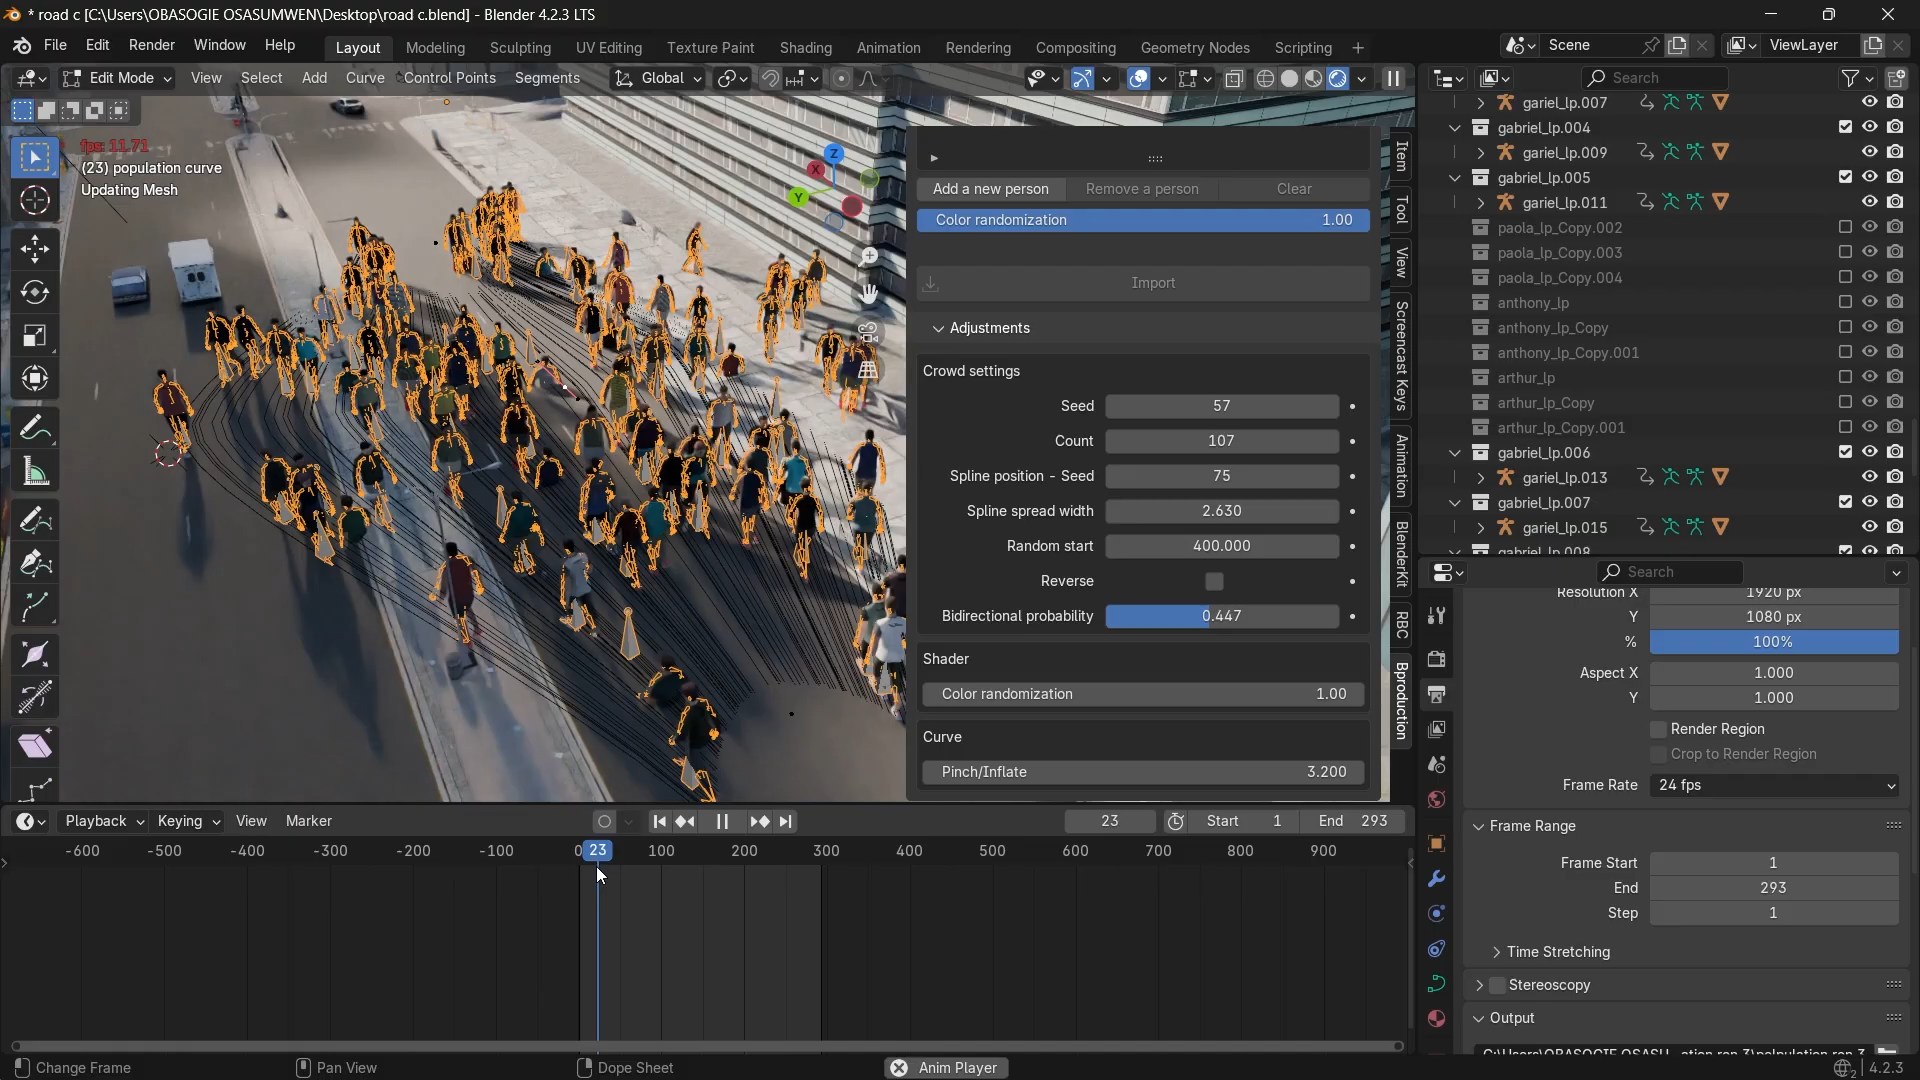 * road c [C:\Users\OBASOGIE OSASUMWEN\Desktop\road c.blend] - Blender 4.2.3 LTS
File Edit Render Window Help
Layout Modeling Sculpting UV Editing Texture Paint Shading Animation Rendering Compositing Geometry Nodes Scripting +
Scene
ViewLayer
Edit Mode View Select Add Curve Control Points Segments
Global
Search
fps: 11.71
(23) population curve
Updating Mesh
Z
X
Y
Add a new person Remove a person Clear
Color randomization 1.00
Import
Adjustments
Crowd settings
Seed 57
Count 107
Spline position - Seed 75
Spline spread width 2.630
Random start 400.000
Reverse
Bidirectional probability 0.447
Shader
Color randomization 1.00
Curve
Pinch/Inflate 3.200
Item
Tool
View
Screencast Keys
Animation
BlenderKit
RBC
Bproduction
gariel_lp.007
gabriel_lp.004
gariel_lp.009
gabriel_lp.005
gariel_lp.011
paola_lp_Copy.002
paola_lp_Copy.003
paola_lp_Copy.004
anthony_lp
anthony_lp_Copy
anthony_lp_Copy.001
arthur_lp
arthur_lp_Copy
arthur_lp_Copy.001
gabriel_lp.006
gariel_lp.013
gabriel_lp.007
gariel_lp.015
gabriel_lp.008
Search
Resolution X 1920 px
Y 1080 px
% 100%
Aspect X 1.000
Y 1.000
Render Region
Crop to Render Region
Frame Rate 24 fps
Frame Range
Frame Start 1
End 293
Step 1
Time Stretching
Stereoscopy
Output
Playback Keying View Marker
23 Start 1 End 293
-600 -500 -400 -300 -200 -100 0 23 100 200 300 400 500 600 700 800 900
Change Frame Pan View Dope Sheet Anim Player
4.2.3